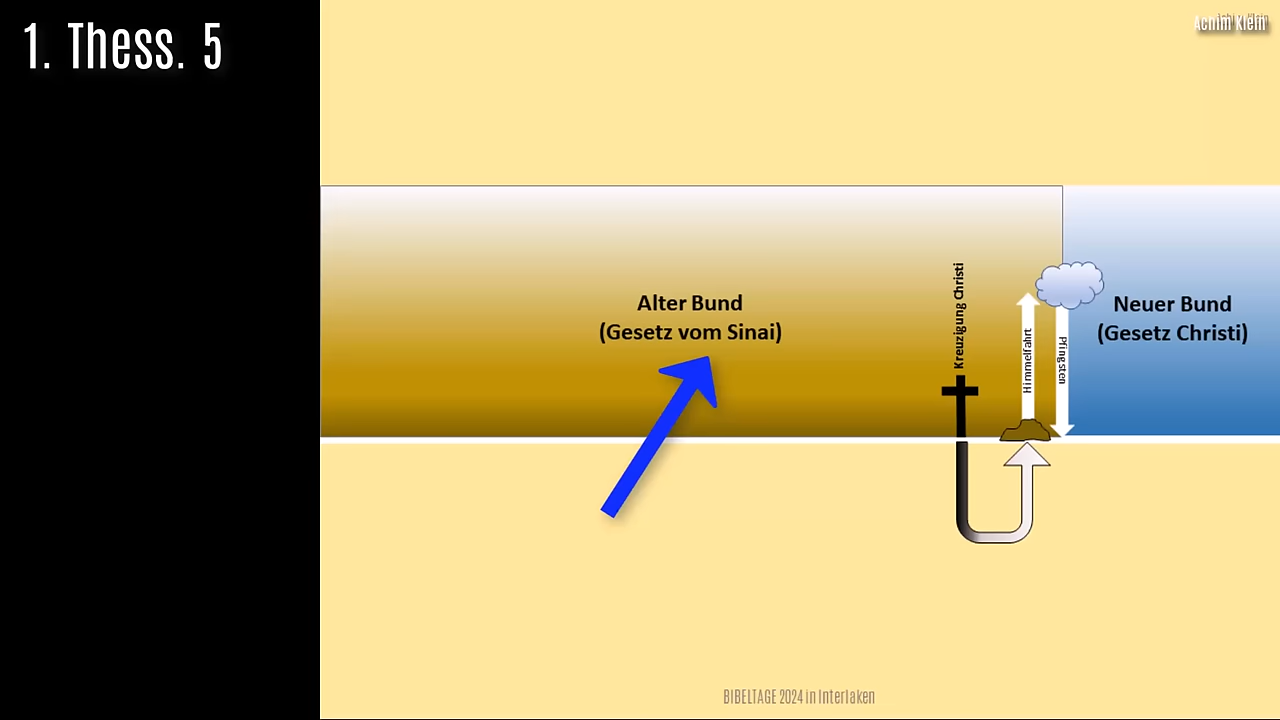 1. Thess. 5
Achim Klein
Alter Bund
(Gesetz vom Sinai)
Kreuzigung Christi
Himmelfahrt
Pfingsten
Neuer Bund
(Gesetz Christi)
BIBELTAGE 2024 in Interlaken